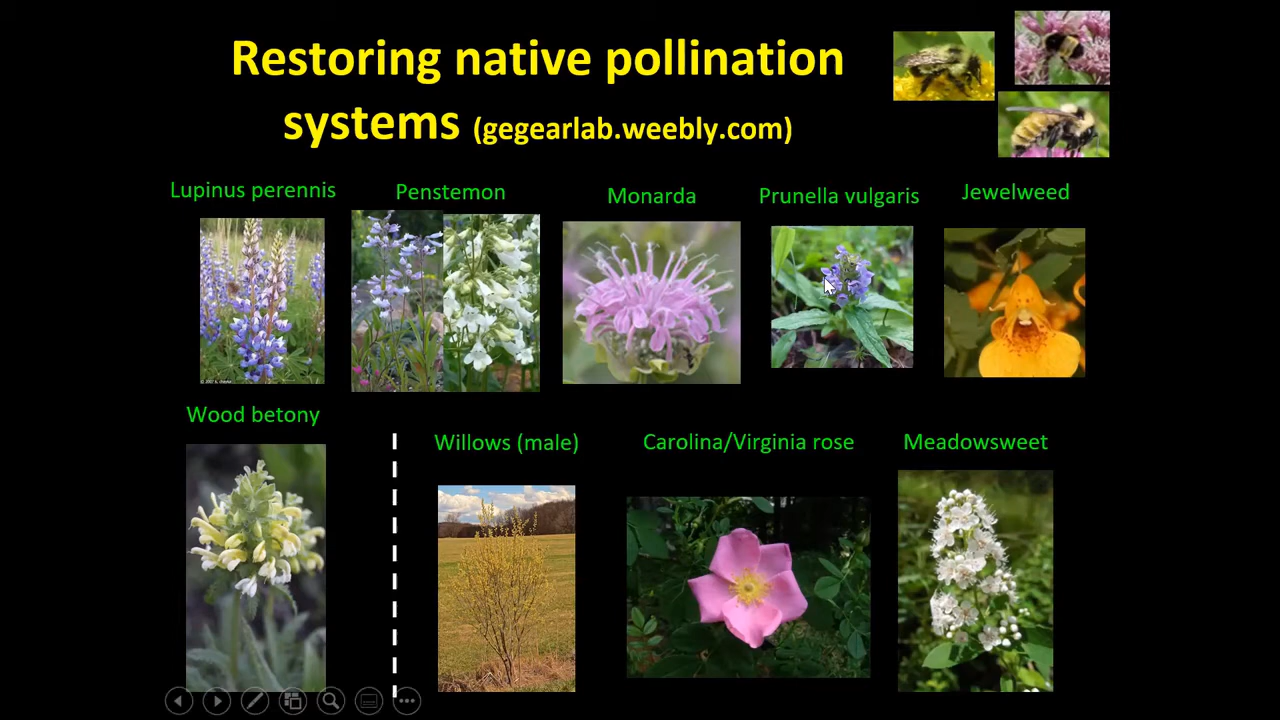 Restoring native pollination
systems (gegearlab.weebly.com)
Lupinus perennis
Penstemon
Monarda
Prunella vulgaris
Jewelweed
Wood betony
Willows (male)
Carolina/Virginia rose
Meadowsweet